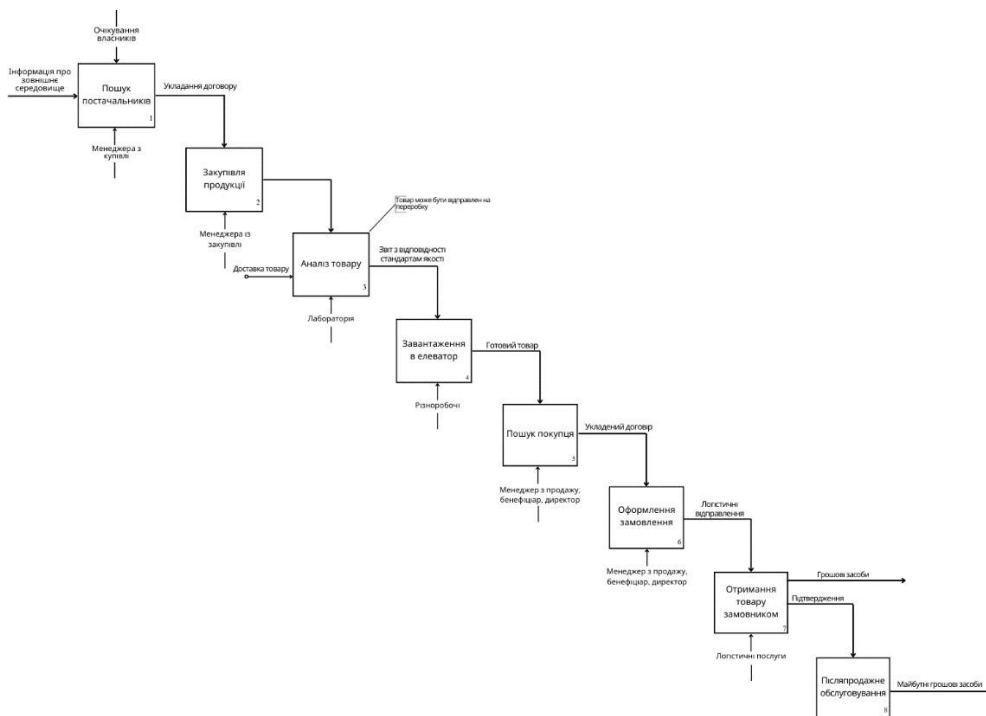 Очікування
власників
Інформація про
зовнішнє
середовище
Пошук
постачальників
1
Укладання договору
Менеджера з
купівлі
Закупівля
продукції
2
Менеджера із
закупівлі
Товар може бути відправлен на
переробку
Доставка товару
Аналіз товару
3
Звіт з відповідності
стандартам якості
Лабораторія
Завантаження
в елеватор
4
Готовий товар
Різноробочі
Пошук покупця
5
Укладений договір
Менеджер з продажу,
бенефіціар, директор
Оформлення
замовлення
6
Логістичні
відправлення
Менеджер з продажу,
бенефіціар, директор
Отримання
товару
замовником
7
Грошові засоби
Підтвердження
Логістичні послуги
Післяпродажне
обслуговування
8
Майбутні грошові засоби